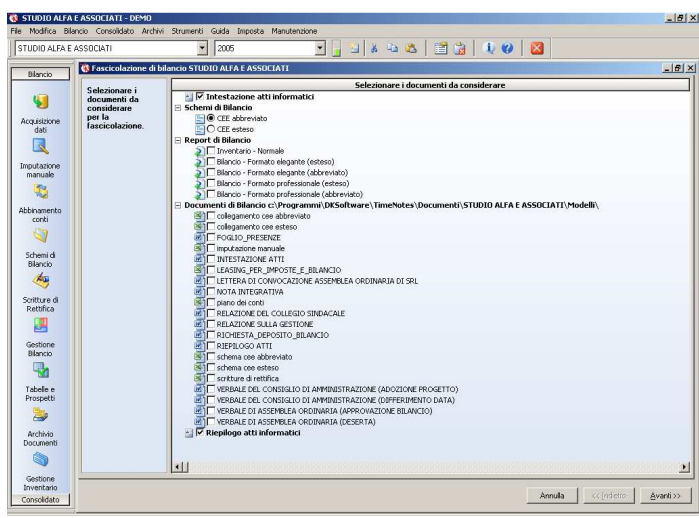 STUDIO ALFA E ASSOCIATI - DEMO
File Modifica Bilancio Consolidato Archivi Strumenti Guida Imposta Manutenzione
STUDIO ALFA E ASSOCIATI 2005
Bilancio
Acquisizione
dati
Imputazione
manuale
Abbinamento
conti
Schemi di
Bilancio
Scritture di
Rettifica
Gestione
Bilancio
Tabelle e
Prospetti
Archivio
Documenti
Gestione
Inventario
Consolidato
Fascicolazione di bilancio STUDIO ALFA E ASSOCIATI
Selezionare i
documenti da
considerare
per la
fascicolazione.
Selezionare i documenti da considerare
Intestazione atti informatici
Schemi di Bilancio
CEE abbreviato
CEE esteso
Report di Bilancio
Inventario - Normale
Bilancio - Formato elegante (esteso)
Bilancio - Formato elegante (abbreviato)
Bilancio - Formato professionale (esteso)
Bilancio - Formato professionale (abbreviato)
Documenti di Bilancio c:\Programmi\DKSoftware\TimeNotes\Documenti\STUDIO ALFA E ASSOCIATI\Modelli\
collegamento cee abbreviato
collegamento cee esteso
FOGLIO_PRESENZE
imputazione manuale
INTESTAZIONE ATTI
LEASING_PER_IMPOSTE_E_BILANCIO
LETTERA DI CONVOCAZIONE ASSEMBLEA ORDINARIA DI SRL
NOTA INTEGRATIVA
piano dei conti
RELAZIONE DEL COLLEGIO SINDACALE
RELAZIONE SULLA GESTIONE
RICHIESTA_DEPOSITO_BILANCIO
RIEPILOGO ATTI
schema cee abbreviato
schema cee esteso
scritture di rettifica
VERBALE DEL CONSIGLIO DI AMMINISTRAZIONE (ADOZIONE PROGETTO)
VERBALE DEL CONSIGLIO DI AMMINISTRAZIONE (DIFFERIMENTO DATA)
VERBALE DI ASSEMBLEA ORDINARIA (APPROVAZIONE BILANCIO)
VERBALE DI ASSEMBLEA ORDINARIA (DESERTA)
Riepilogo atti informatici
Annulla << Indietro Avanti >>